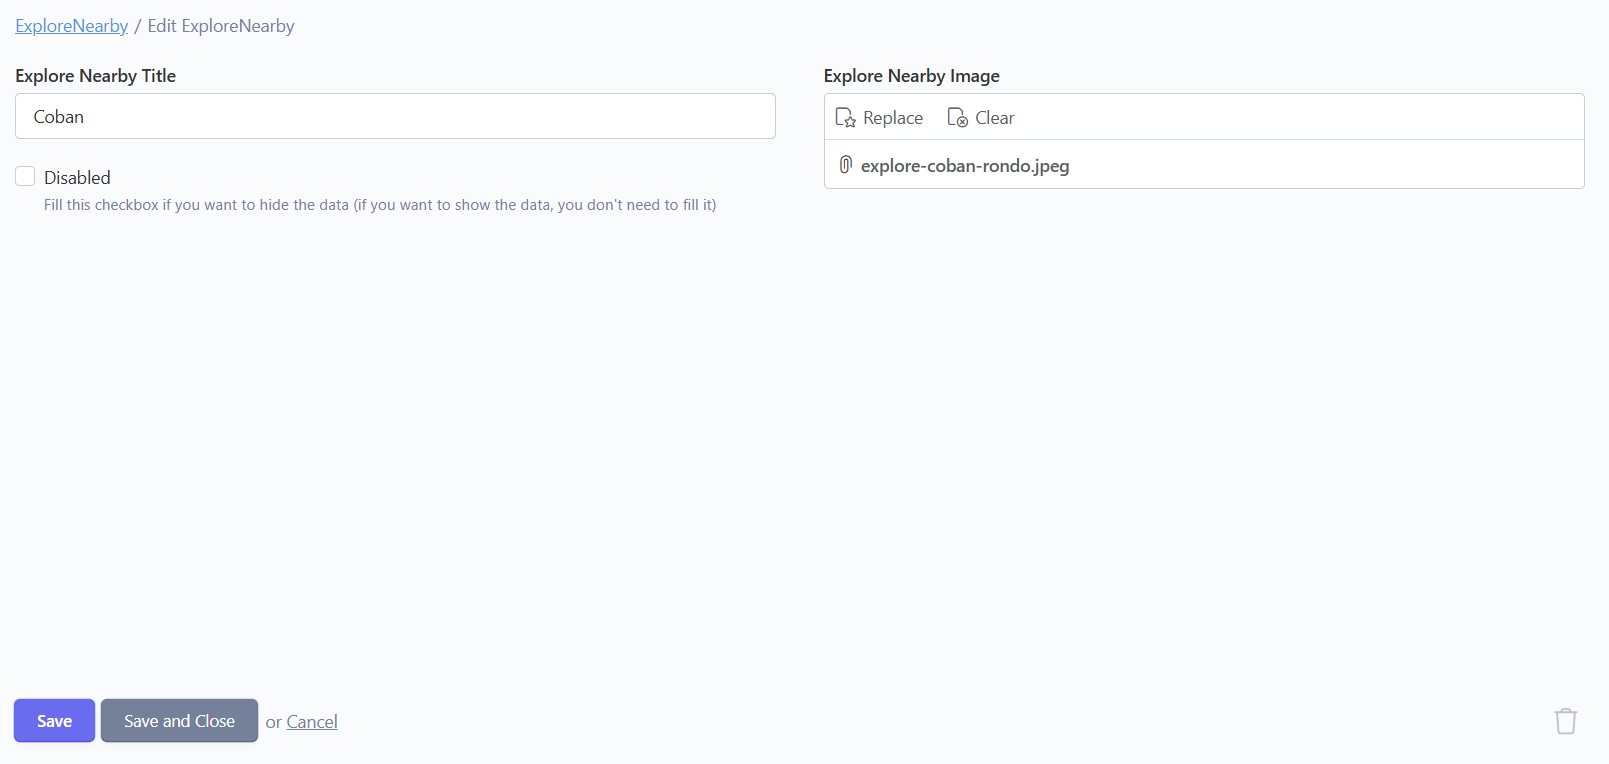 ExploreNearby / Edit ExploreNearby
Explore Nearby Title
Coban
Disabled
Fill this checkbox if you want to hide the data (if you want to show the data, you don't need to fill it)
Explore Nearby Image
Replace Clear
explore-coban-rondo.jpeg
Save Save and Close or Cancel